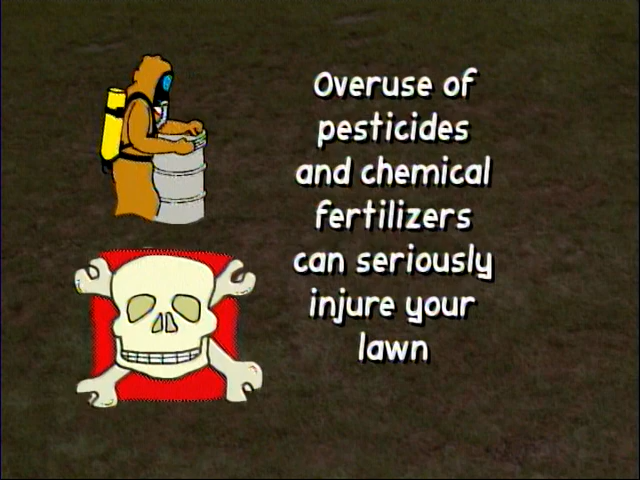 Overuse of
pesticides
and chemical
fertilizers
can seriously
injure your
lawn